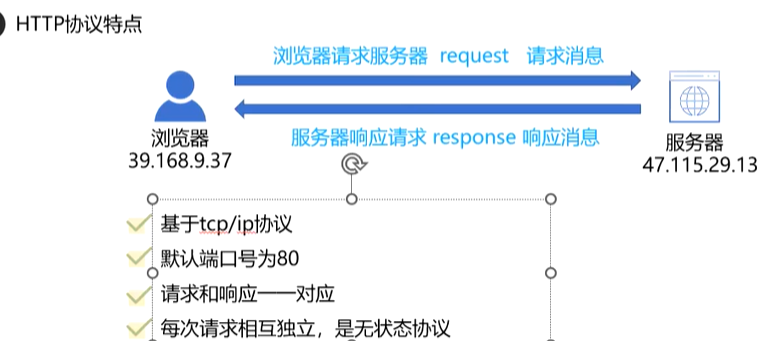 HTTP协议特点
浏览器请求服务器 request 请求消息
服务器响应请求 response 响应消息
浏览器
39.168.9.37
服务器
47.115.29.13
基于tcp/ip协议
默认端口号为80
请求和响应一一对应
每次请求相互独立，是无状态协议